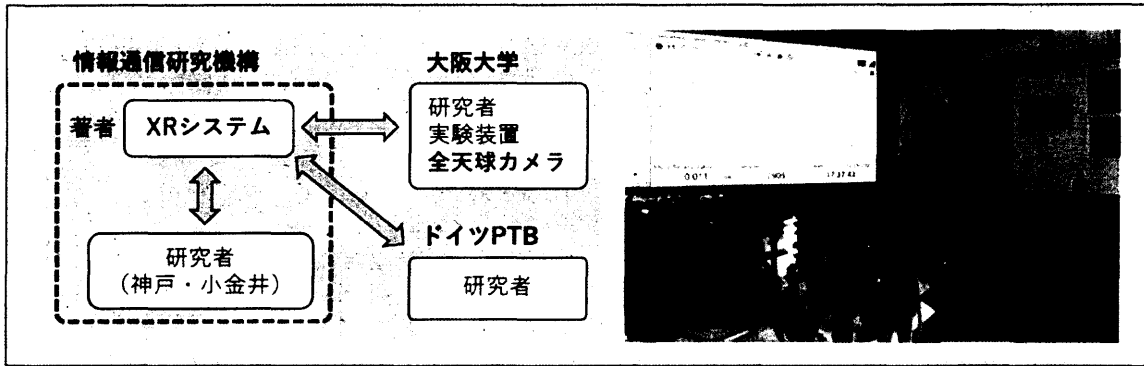 情報通信研究機構
著者
XRシステム
研究者
（神戸・小金井）
大阪大学
研究者
実験装置
全天球カメラ
ドイツPTB
研究者